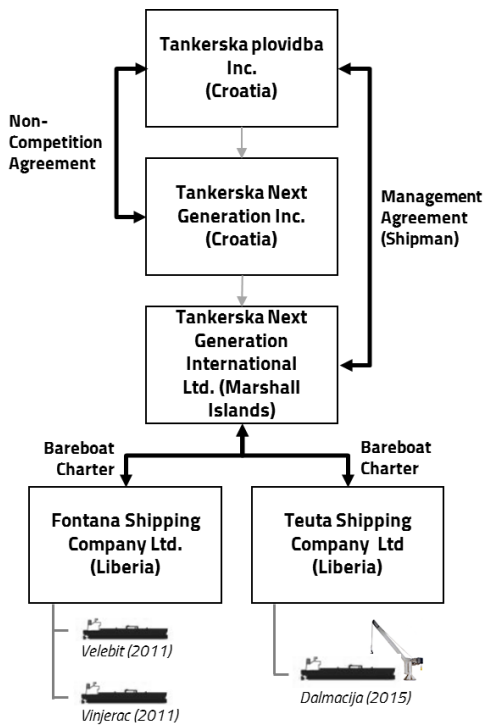 Tankerska plovidba
Inc.
(Croatia)
Non-
Competition
Agreement
Tankerska Next
Generation Inc.
(Croatia)
Management
Agreement
(Shipman)
Tankerska Next
Generation
International
Ltd. (Marshall
Islands)
Bareboat
Charter
Bareboat
Charter
Fontana Shipping
Company Ltd.
(Liberia)
Teuta Shipping
Company Ltd
(Liberia)
Velebit (2011)
Vinjerac (2011)
Dalmacija (2015)